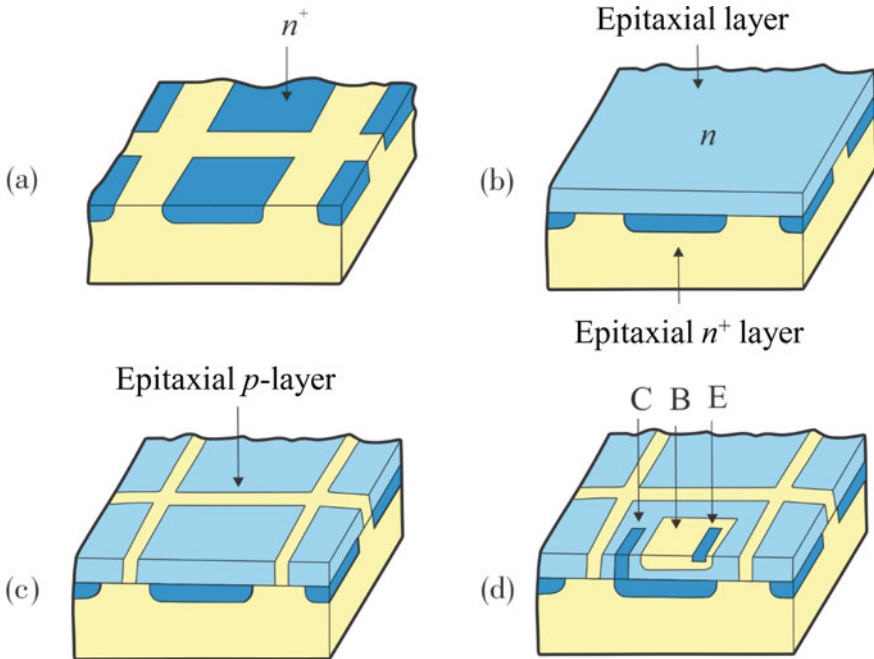 n⁺
(a)
Epitaxial layer
n
(b)
Epitaxial n⁺ layer
Epitaxial p-layer
(c)
C B E
(d)